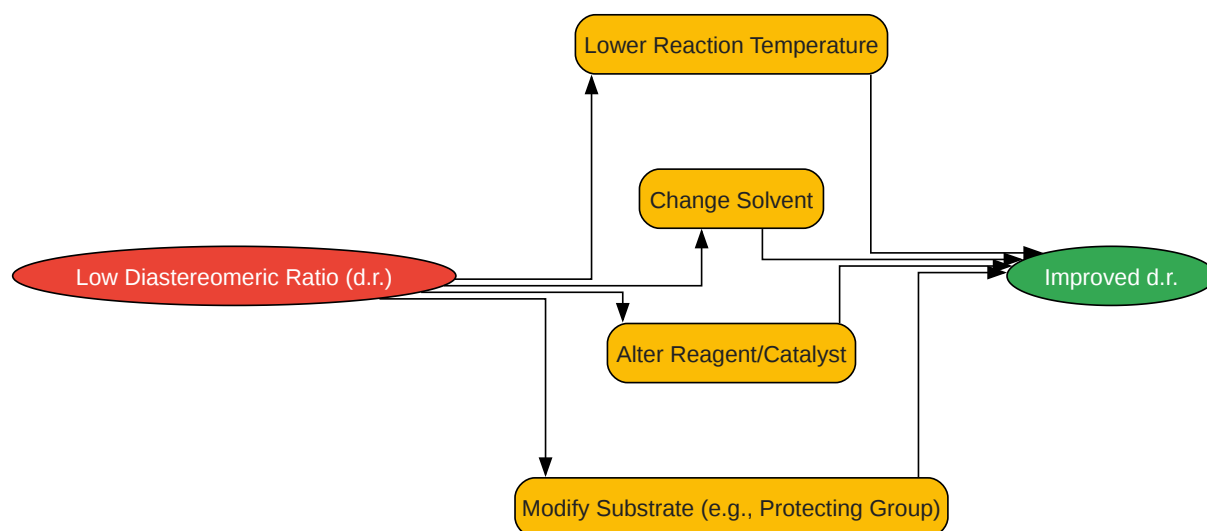 Lower Reaction Temperature
Change Solvent
Low Diastereomeric Ratio (d.r.)
Improved d.r.
Alter Reagent/Catalyst
Modify Substrate (e.g., Protecting Group)